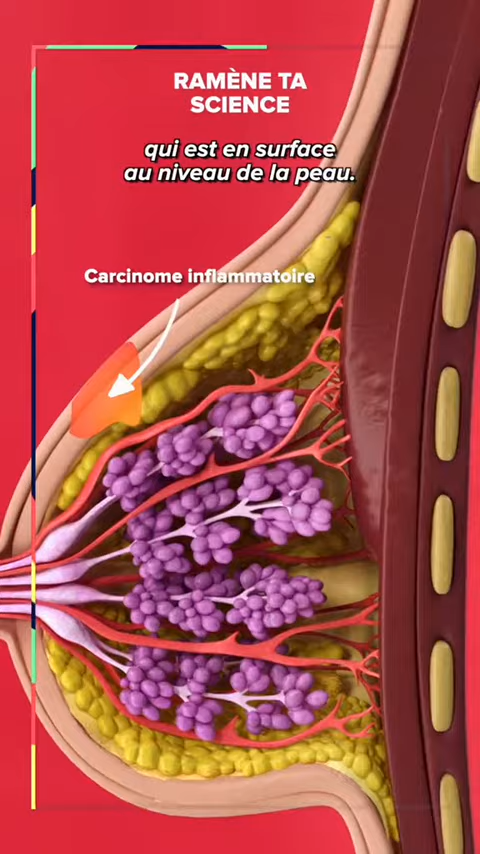 RAMÈNE TA
SCIENCE
qui est en surface
au niveau de la peau.
Carcinome inflammatoire